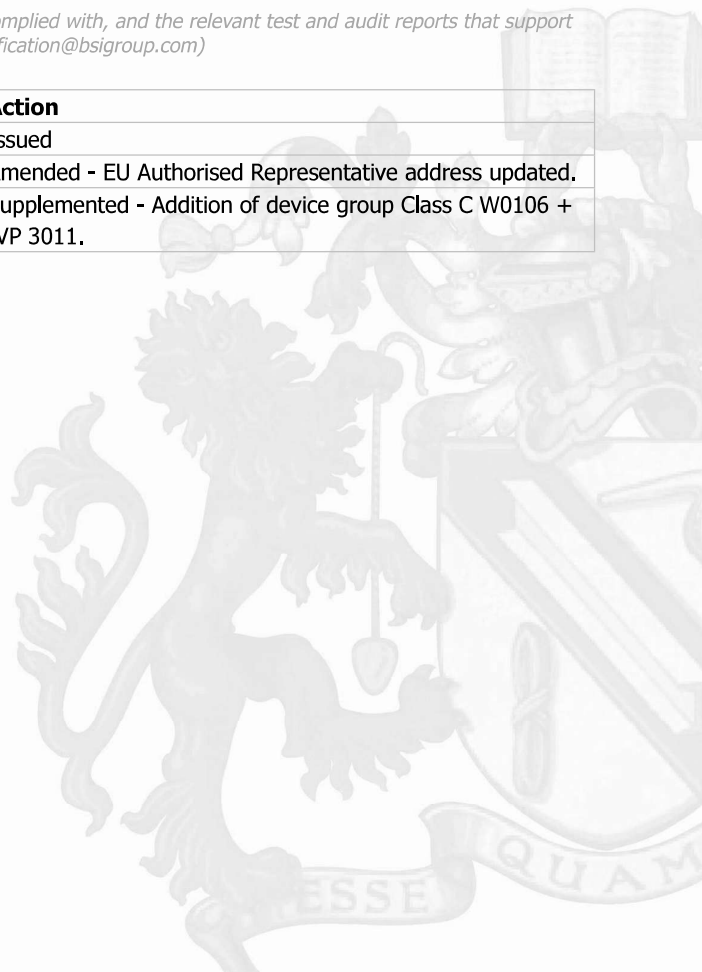 omplied with, and the relevant test and audit reports that support
fication@bsigroup.com)
Action
ssued
mended - EU Authorised Representative address updated.
upplemented - Addition of device group Class C W0106 +
VP 3011.
ESSE
QUAM